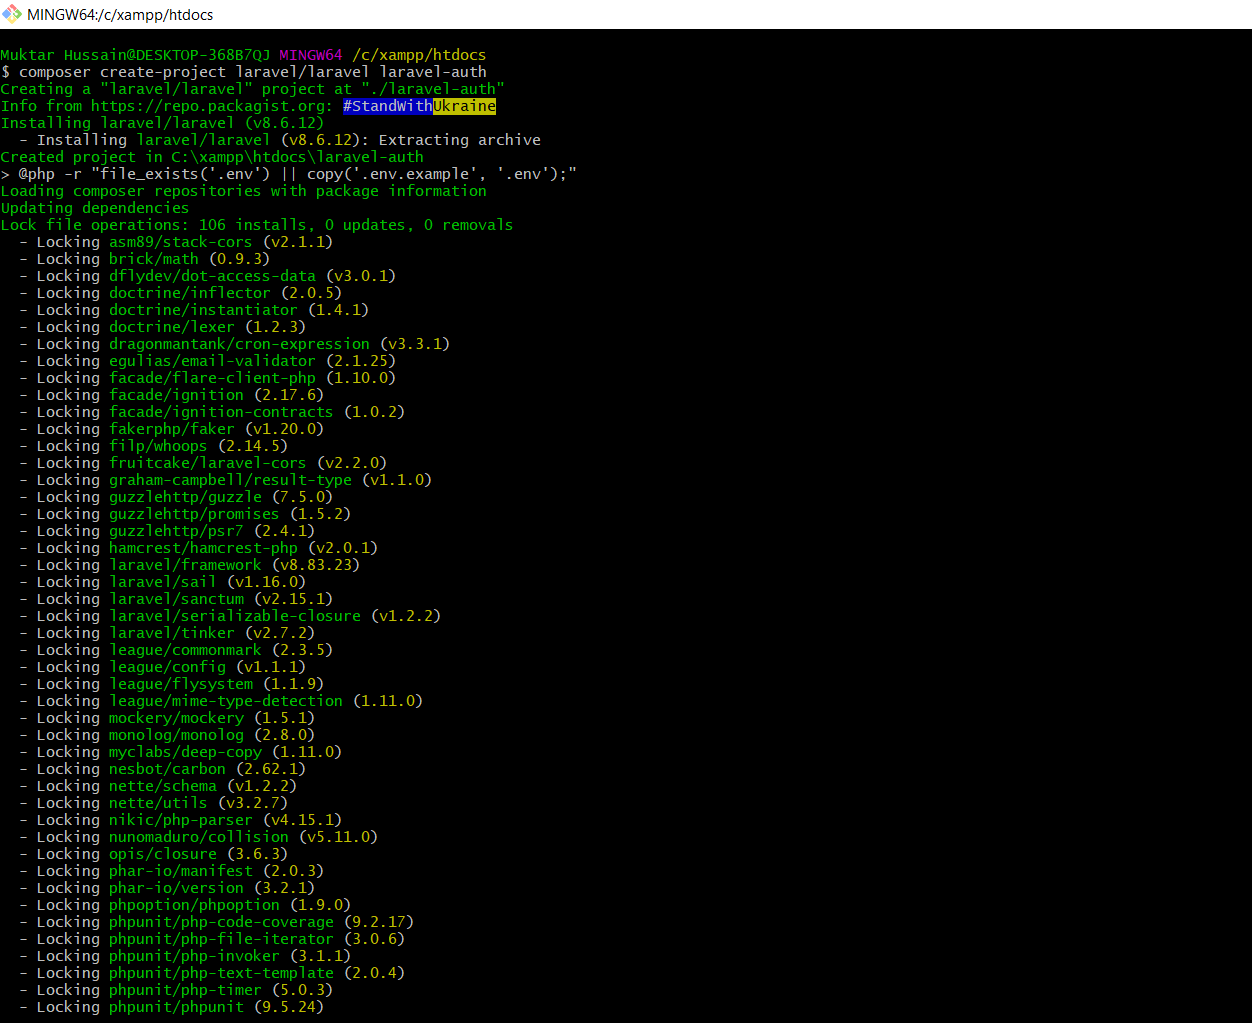 MINGW64:/c/xampp/htdocs
Muktar Hussain@DESKTOP-368B7QJ MINGW64 /c/xampp/htdocs
$ composer create-project laravel/laravel laravel-auth
Creating a "laravel/laravel" project at "./laravel-auth"
Info from https://repo.packagist.org: #StandWithUkraine
Installing laravel/laravel (v8.6.12)
  - Installing laravel/laravel (v8.6.12): Extracting archive
Created project in C:\xampp\htdocs\laravel-auth
> @php -r "file_exists('.env') || copy('.env.example', '.env');"
Loading composer repositories with package information
Updating dependencies
Lock file operations: 106 installs, 0 updates, 0 removals
  - Locking asm89/stack-cors (v2.1.1)
  - Locking brick/math (0.9.3)
  - Locking dflydev/dot-access-data (v3.0.1)
  - Locking doctrine/inflector (2.0.5)
  - Locking doctrine/instantiator (1.4.1)
  - Locking doctrine/lexer (1.2.3)
  - Locking dragonmantank/cron-expression (v3.3.1)
  - Locking egulias/email-validator (2.1.25)
  - Locking facade/flare-client-php (1.10.0)
  - Locking facade/ignition (2.17.6)
  - Locking facade/ignition-contracts (1.0.2)
  - Locking fakerphp/faker (v1.20.0)
  - Locking filp/whoops (2.14.5)
  - Locking fruitcake/laravel-cors (v2.2.0)
  - Locking graham-campbell/result-type (v1.1.0)
  - Locking guzzlehttp/guzzle (7.5.0)
  - Locking guzzlehttp/promises (1.5.2)
  - Locking guzzlehttp/psr7 (2.4.1)
  - Locking hamcrest/hamcrest-php (v2.0.1)
  - Locking laravel/framework (v8.83.23)
  - Locking laravel/sail (v1.16.0)
  - Locking laravel/sanctum (v2.15.1)
  - Locking laravel/serializable-closure (v1.2.2)
  - Locking laravel/tinker (v2.7.2)
  - Locking league/commonmark (2.3.5)
  - Locking league/config (v1.1.1)
  - Locking league/flysystem (1.1.9)
  - Locking league/mime-type-detection (1.11.0)
  - Locking mockery/mockery (1.5.1)
  - Locking monolog/monolog (2.8.0)
  - Locking myclabs/deep-copy (1.11.0)
  - Locking nesbot/carbon (2.62.1)
  - Locking nette/schema (v1.2.2)
  - Locking nette/utils (v3.2.7)
  - Locking nikic/php-parser (v4.15.1)
  - Locking nunomaduro/collision (v5.11.0)
  - Locking opis/closure (3.6.3)
  - Locking phar-io/manifest (2.0.3)
  - Locking phar-io/version (3.2.1)
  - Locking phpoption/phpoption (1.9.0)
  - Locking phpunit/php-code-coverage (9.2.17)
  - Locking phpunit/php-file-iterator (3.0.6)
  - Locking phpunit/php-invoker (3.1.1)
  - Locking phpunit/php-text-template (2.0.4)
  - Locking phpunit/php-timer (5.0.3)
  - Locking phpunit/phpunit (9.5.24)